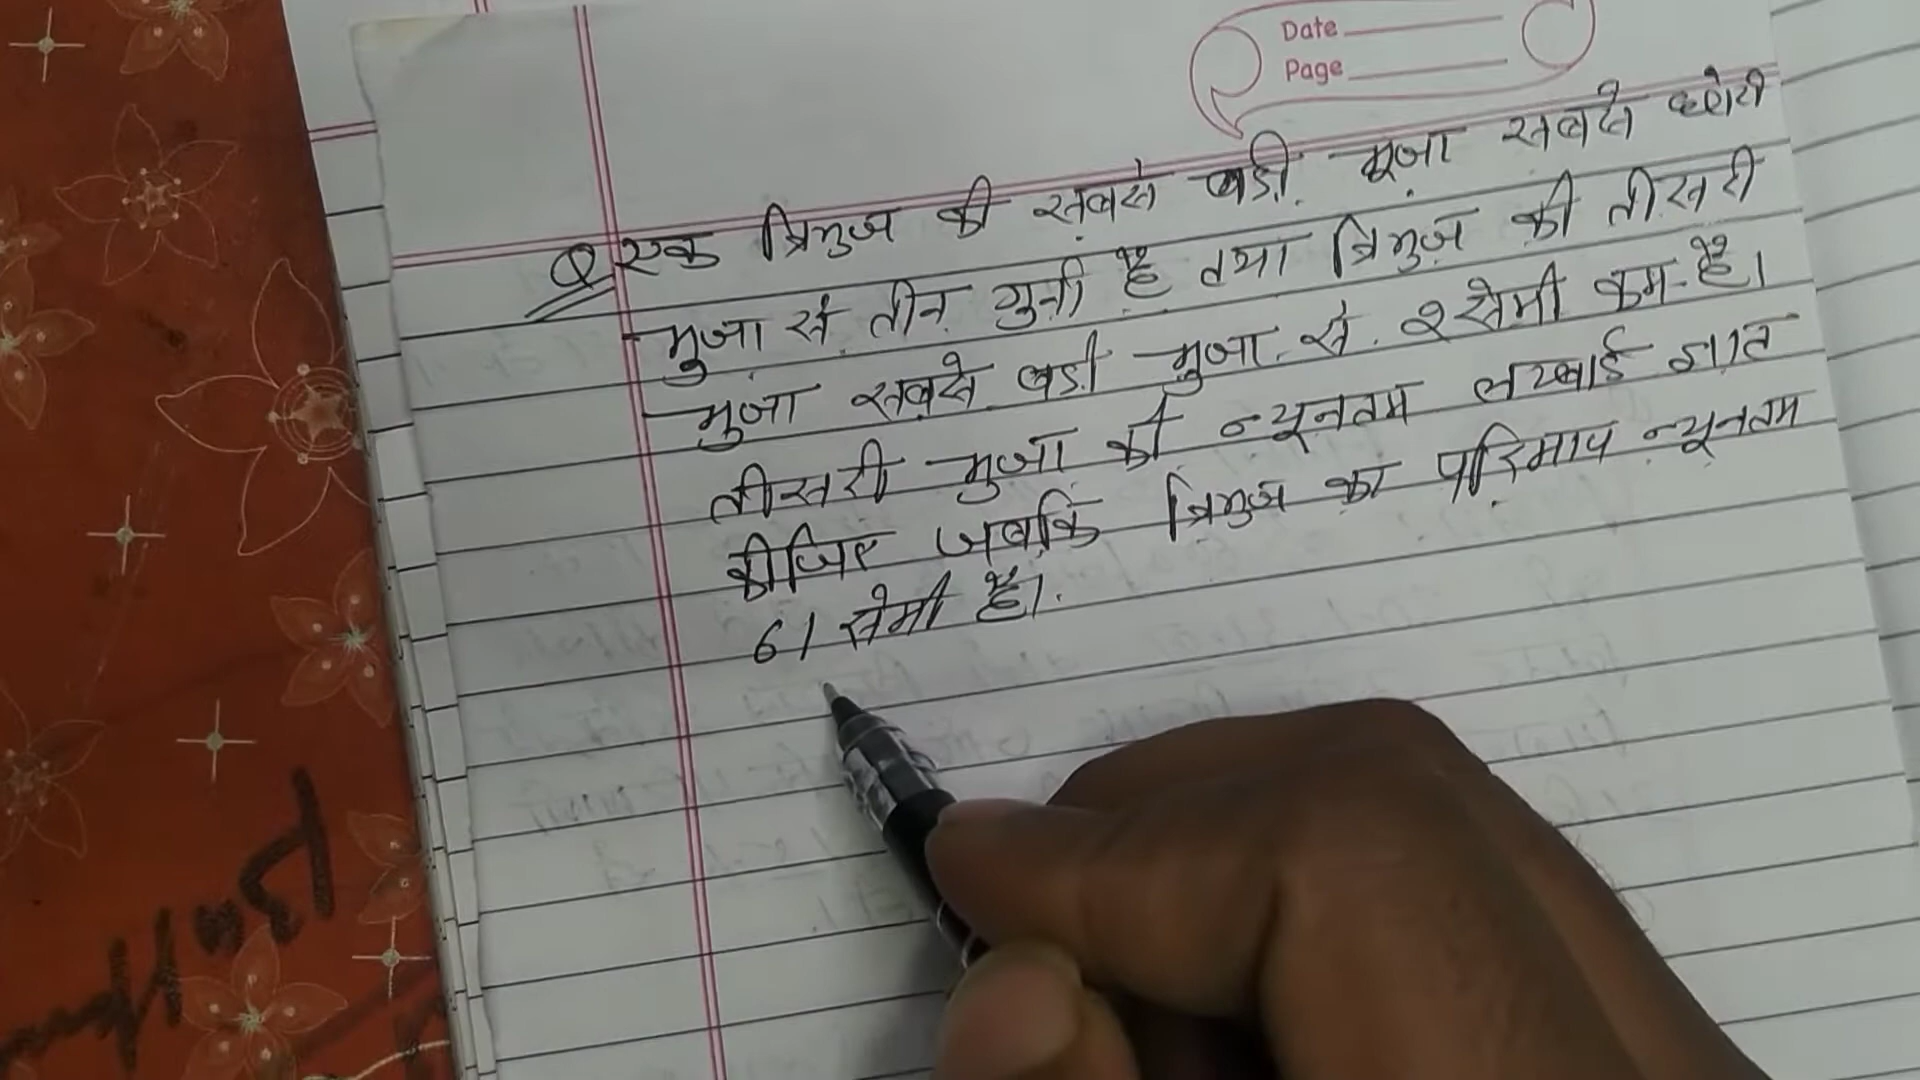 Date
Page
Q एक त्रिभुज की सबसे बड़ी भुजा सबसे छोटी
भुजा से तीन गुनी है तथा त्रिभुज की तीसरी
भुजा सबसे बड़ी भुजा से 2 सेमी कम है।
तीसरी भुजा की न्यूनतम लम्बाई ज्ञात
कीजिए जबकि त्रिभुज का परिमाप न्यूनतम
61 सेमी है।